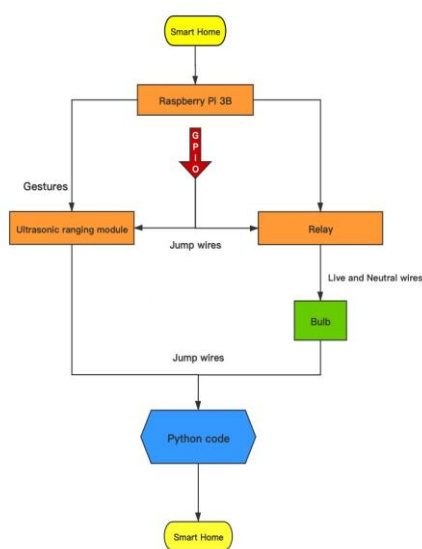 Smart Home
Raspberry PI 3B
GPIO
Gestures
Ultrasonic ranging module
Relay
Jump wires
Live and Neutral wires
Bulb
Jump wires
Python code
Smart Home